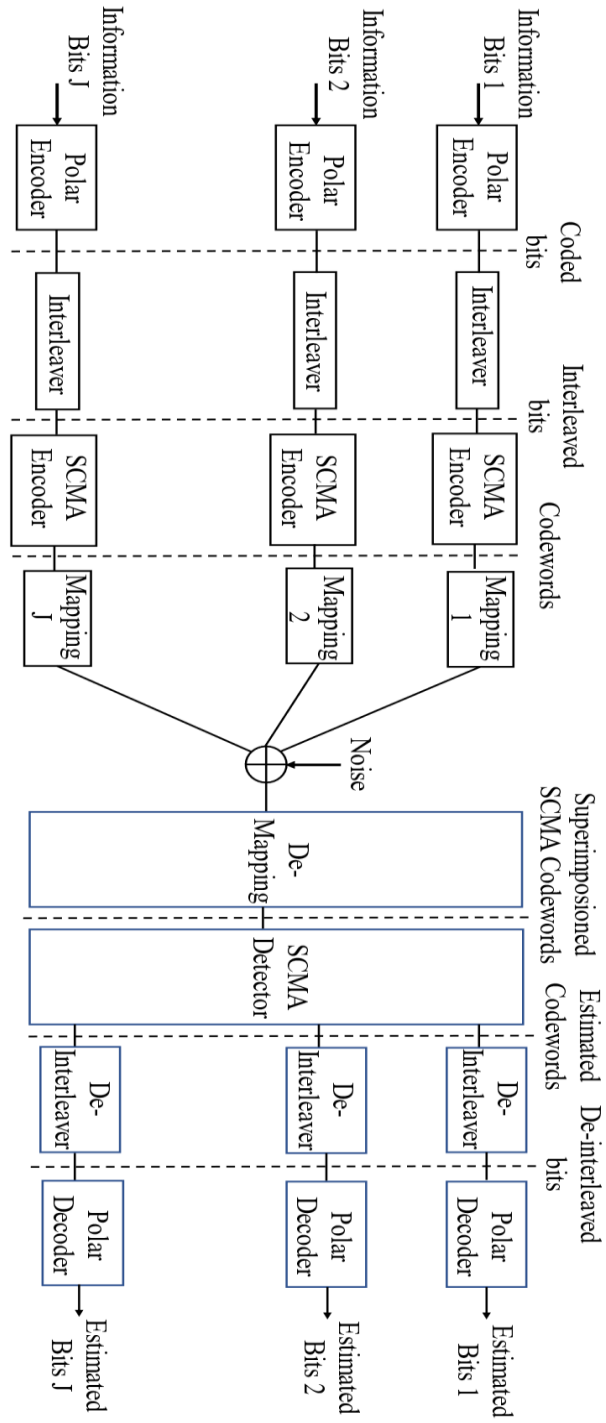 Coded
bits
Interleaved
bits
Codewords
Superimposioned
SCMA Codewords
Estimated
Codewords
De-interleaved
bits
Information
Bits 1
Polar
Encoder
Interleaver
SCMA
Encoder
Mapping
1
De-
Interleaver
Polar
Decoder
Estimated
Bits 1
Noise
Information
Bits 2
Polar
Encoder
Interleaver
SCMA
Encoder
Mapping
2
De-
Mapping
SCMA
Detector
De-
Interleaver
Polar
Decoder
Estimated
Bits 2
Information
Bits J
Polar
Encoder
Interleaver
SCMA
Encoder
Mapping
J
De-
Interleaver
Polar
Decoder
Estimated
Bits J